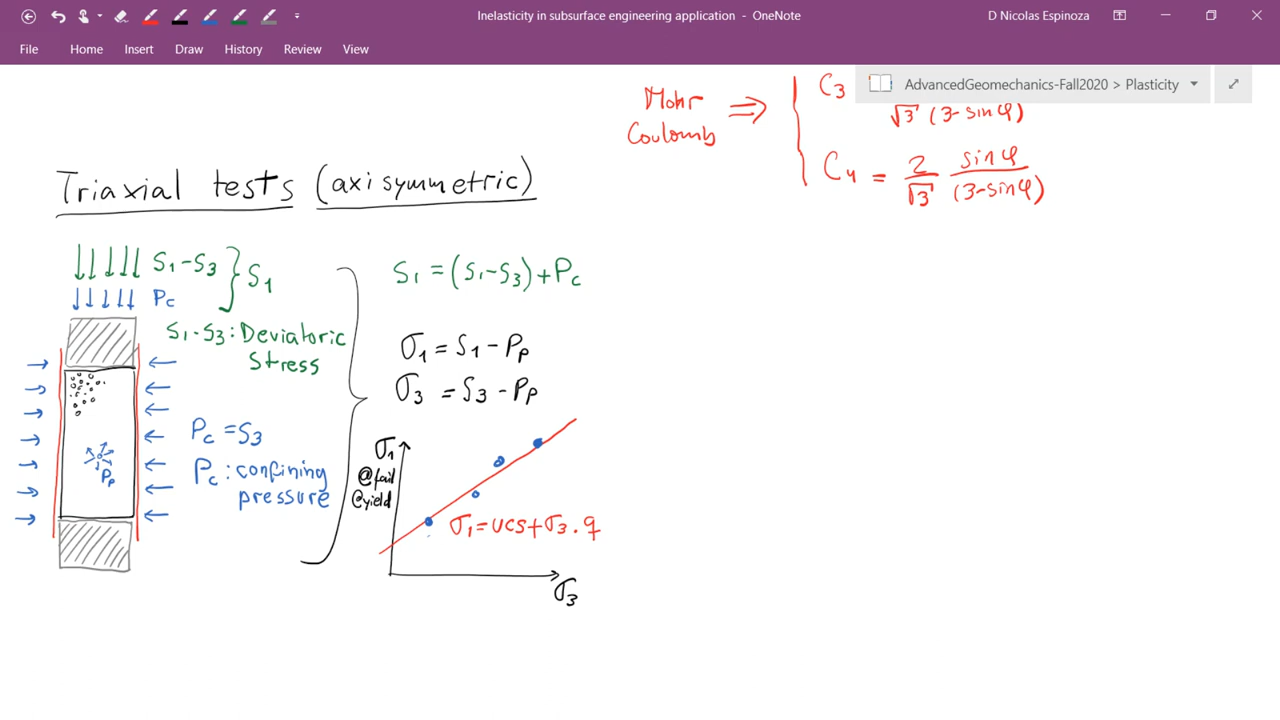 Inelasticity in subsurface engineering application - OneNote
D Nicolas Espinoza
File Home Insert Draw History Review View
AdvancedGeomechanics-Fall2020 > Plasticity
Mohr Coulomb ⇒
C₃
√3 (3-sinφ)
C₄ = 2/√3 sinφ/(3-sinφ)
Triaxial tests (axisymmetric)
S₁-S₃ } S₁
Pc
S₁-S₃: Deviatoric
Stress
Pc = S₃
Pc: confining
pressure
Pp
S₁ = (S₁-S₃) + Pc
σ₁ = S₁ - Pp
σ₃ = S₃ - Pp
σ₁
@fail
@yield
σ₁ = UCS + σ₃ . q
σ₃